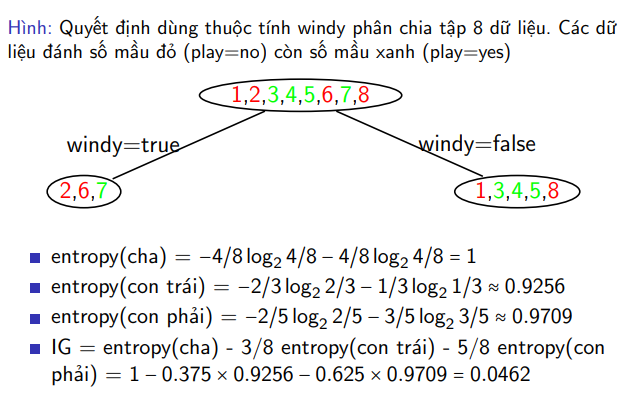 Hình: Quyết định dùng thuộc tính windy phân chia tập 8 dữ liệu. Các dữ
liệu đánh số mầu đỏ (play=no) còn số mầu xanh (play=yes)
1,2,3,4,5,6,7,8
windy=true
windy=false
2,6,7
1,3,4,5,8
entropy(cha) = −4/8 log₂ 4/8 − 4/8 log₂ 4/8 = 1
entropy(con trái) = −2/3 log₂ 2/3 − 1/3 log₂ 1/3 ≈ 0.9256
entropy(con phải) = −2/5 log₂ 2/5 − 3/5 log₂ 3/5 ≈ 0.9709
IG = entropy(cha) - 3/8 entropy(con trái) - 5/8 entropy(con
phải) = 1 − 0.375 × 0.9256 − 0.625 × 0.9709 = 0.0462